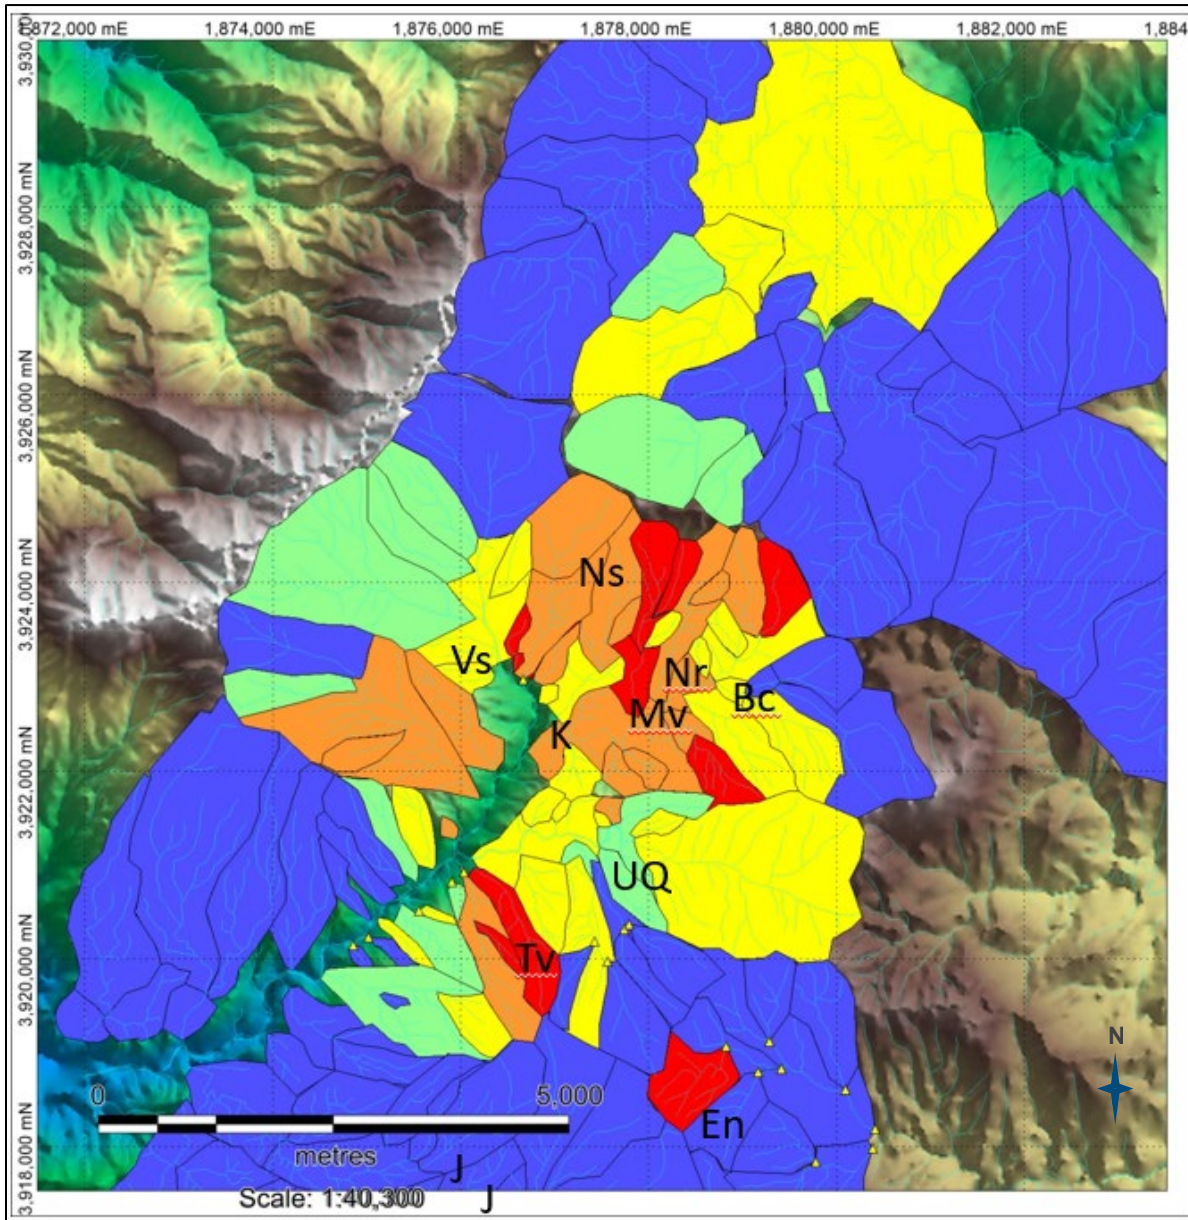 1,872,000 mE 1,874,000 mE 1,876,000 mE 1,878,000 mE 1,880,000 mE 1,882,000 mE 1,884
3,928,000 mN
3,926,000 mN
3,924,000 mN
3,922,000 mN
3,920,000 mN
3,918,000 mN
Ns
Vs
Nr
Bc
Mv
K
UQ
Tv
N
0 5,000
En
metres
J
Scale: 1:40,300
J